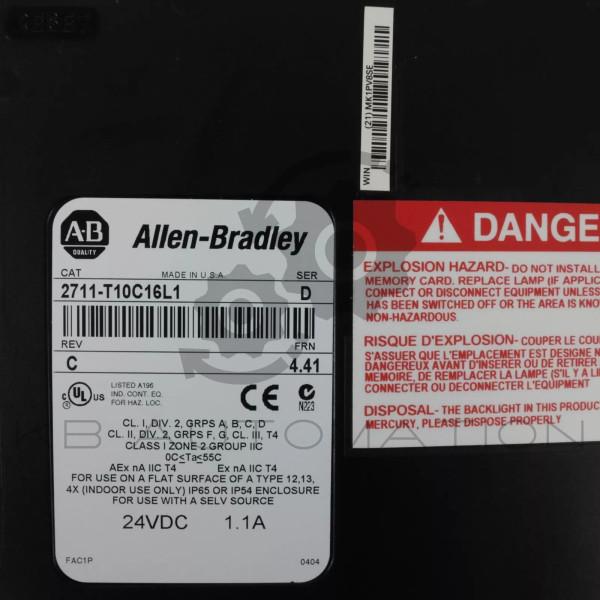 WIN (21) MK1PV8SE
A-B
QUALITY
Allen-Bradley
CAT MADE IN U.S.A. SER
2711-T10C16L1 D
REV FRN
C 4.41
C UL US
LISTED A196
IND. CONT. EQ.
FOR HAZ. LOC.
CE
N223
CL. I, DIV. 2, GRPS A, B, C, D
CL. II, DIV. 2, GRPS F, G, CL. III, T4
CLASS I ZONE 2 GROUP IIC
0C≤Ta≤55C
AEx nA IIC T4 Ex nA IIC T4
FOR USE ON A FLAT SURFACE OF A TYPE 12,13,
4X (INDOOR USE ONLY) IP65 OR IP54 ENCLOSURE
FOR USE WITH A SELV SOURCE
24VDC 1.1A
FAC1P 0404
DANGE
EXPLOSION HAZARD- DO NOT INSTALL
MEMORY CARD. REPLACE LAMP (IF APPLIC
CONNECT OR DISCONNECT EQUIPMENT UNLES
HAS BEEN SWITCHED OFF OR THE AREA IS KNO
NON-HAZARDOUS.
RISQUE D'EXPLOSION- COUPER LE COU
S'ASSUER QUE L'EMPLACEMENT EST DESIGNE N
DANGEREUX AVANT D'INSERER OU DE RETIRER
MEMOIRE, DE REMPLACER LA LAMPE (S'IL Y A LI
CONNECTER OU DECONNECTER L'EQUIPMENT
DISPOSAL- THE BACKLIGHT IN THIS PRODUC
MERCURY, PLEASE DISPOSE PROPERLY